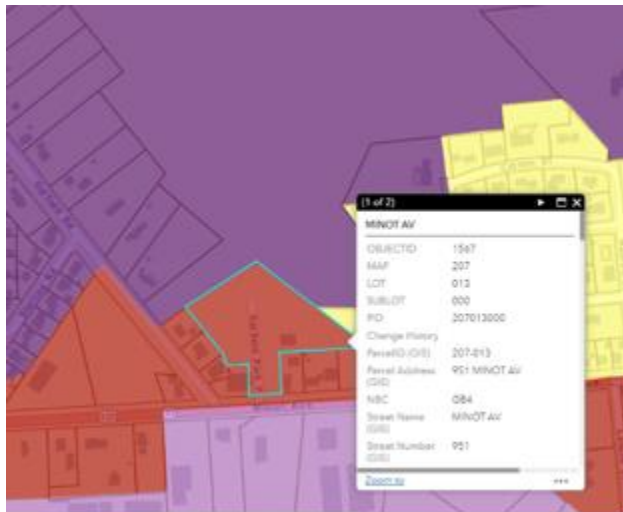 (1 of 2)
MINOT AV
OBJECTID 1567
MAP 207
LOT 013
SUBLOT 000
PID 207013000
Change History
ParcelID (GIS) 207-013
Parcel Address (GIS) 951 MINOT AV
NBC GB4
Street Name (GIS) MINOT AV
Street Number (GIS) 951
Zoom to